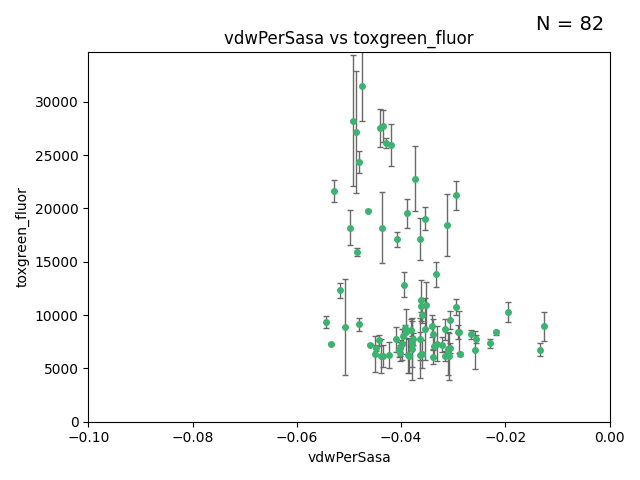 N = 82
vdwPerSasa vs toxgreen_fluor
30000
25000
20000
15000
10000
5000
0
toxgreen_fluor
−0.10 −0.08 −0.06 −0.04 −0.02 0.00
vdwPerSasa